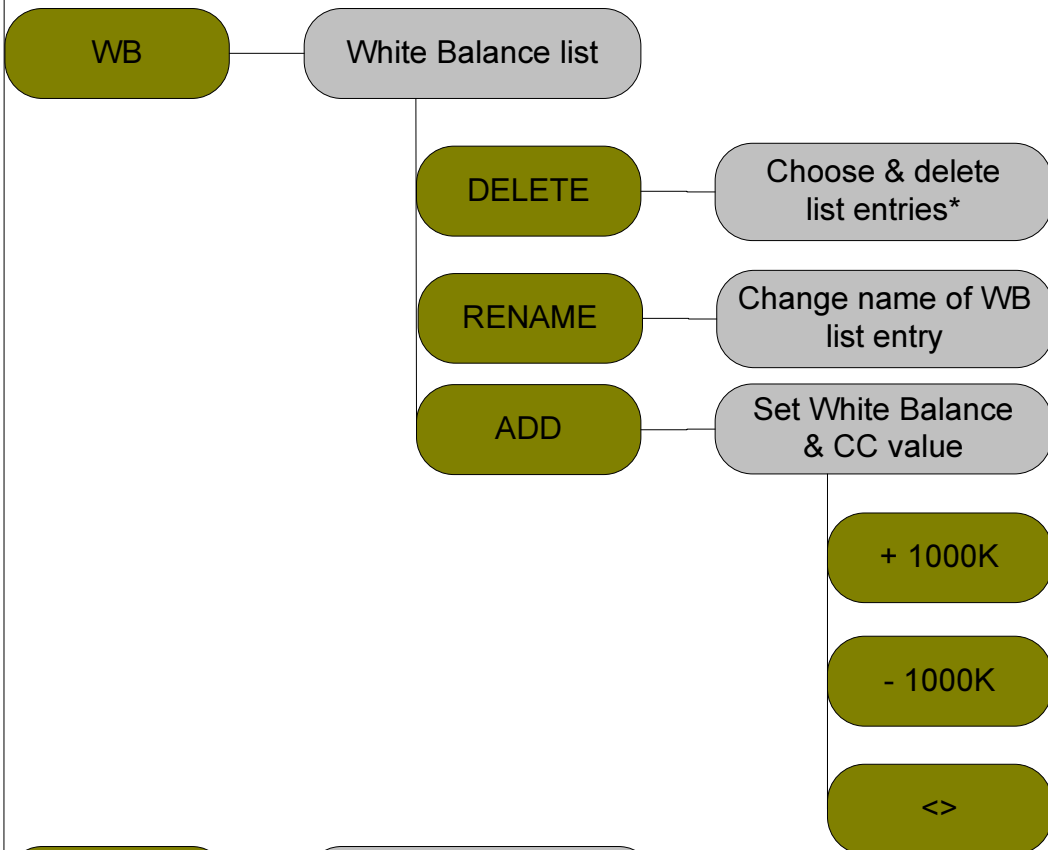 WB
White Balance list
DELETE
Choose & delete
list entries*
RENAME
Change name of WB
list entry
ADD
Set White Balance
& CC value
+ 1000K
- 1000K
<>